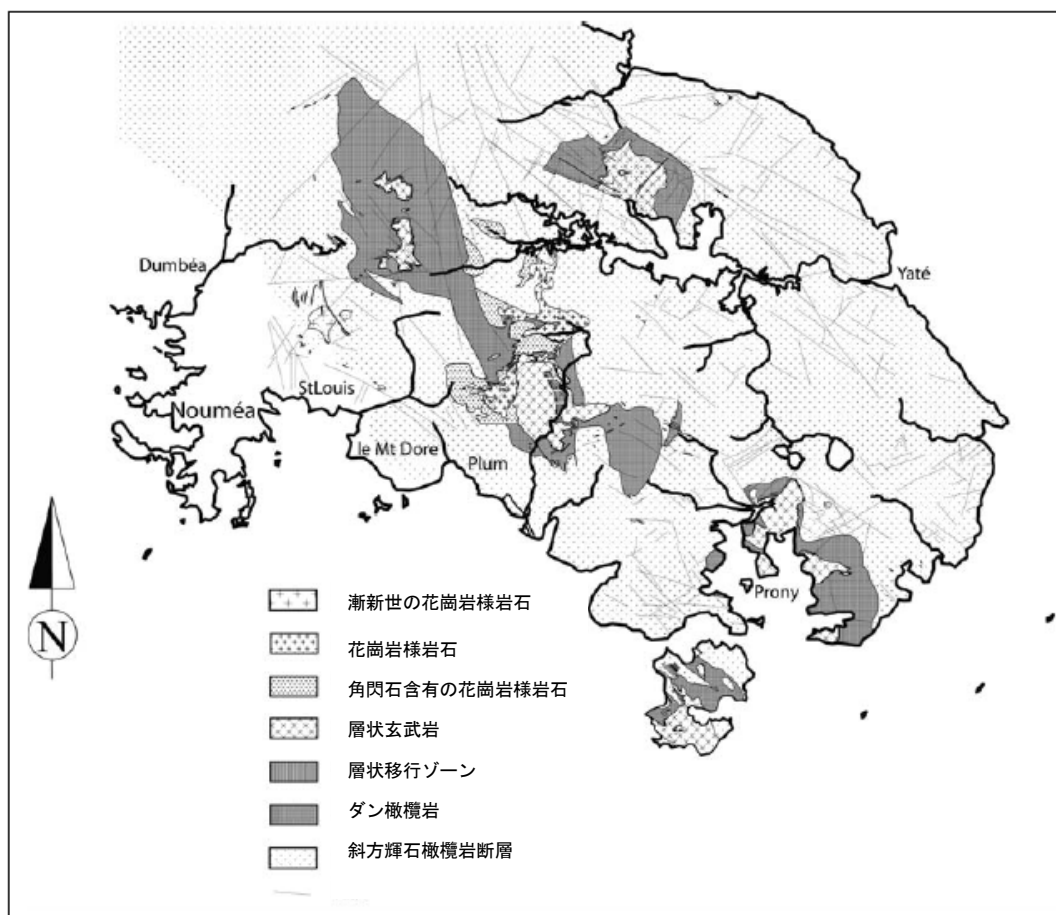 Dumbéa
Yaté
StLouis
Nouméa
le Mt Dore
Plum
Prony
N
漸新世の花崗岩様岩石
花崗岩様岩石
角閃石含有の花崗岩様岩石
層状玄武岩
層状移行ゾーン
ダン橄欖岩
斜方輝石橄欖岩断層